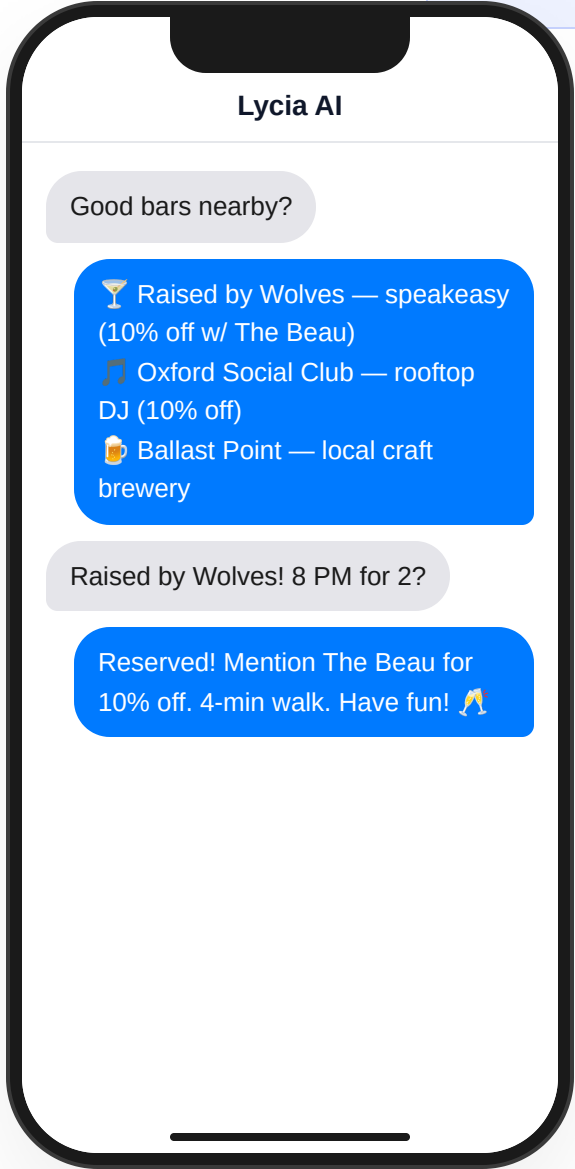 Lycia AI
Good bars nearby?
🍸 Raised by Wolves — speakeasy
(10% off w/ The Beau)
🎵 Oxford Social Club — rooftop
DJ (10% off)
🍺 Ballast Point — local craft
brewery
Raised by Wolves! 8 PM for 2?
Reserved! Mention The Beau for
10% off. 4-min walk. Have fun! 🥂